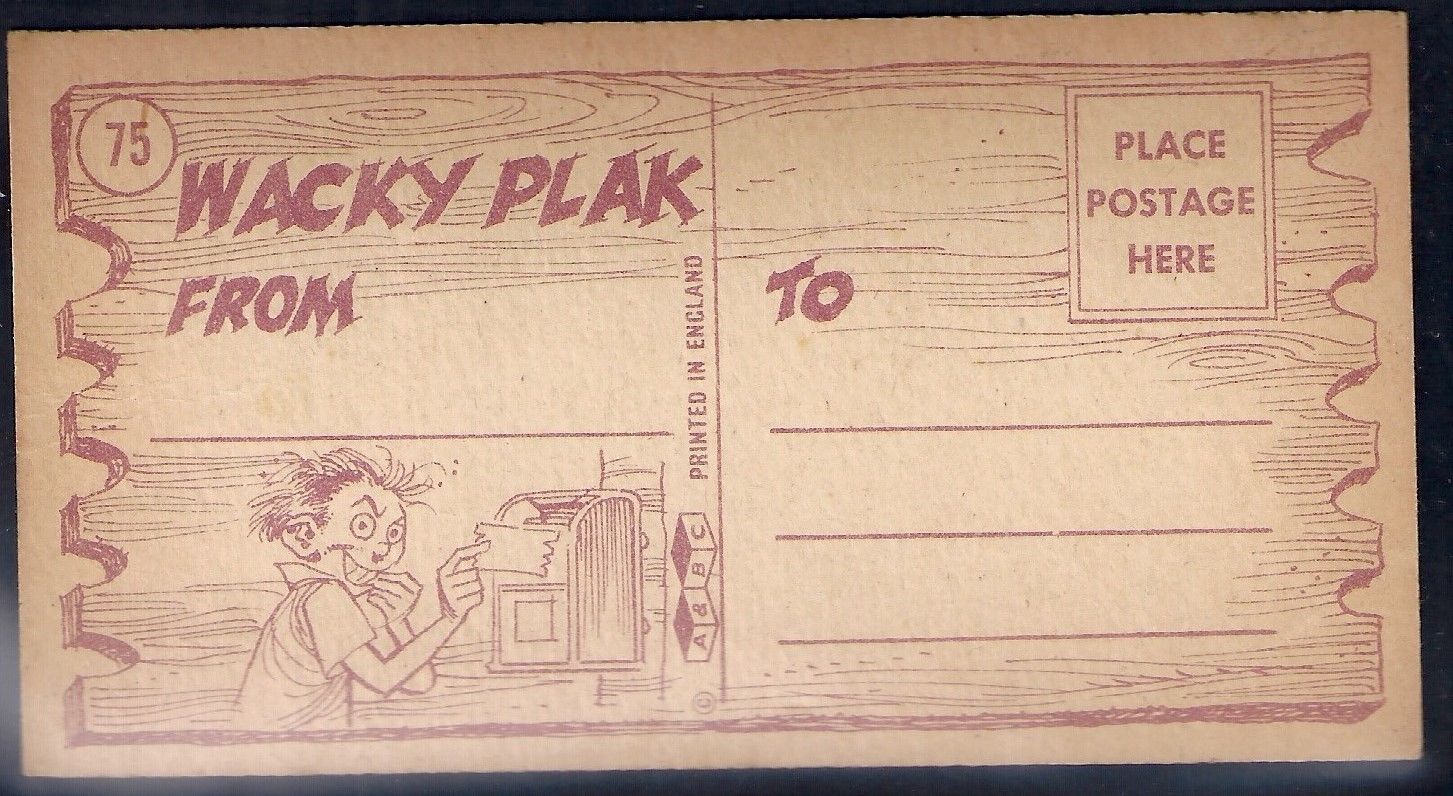 75
WACKY PLAK
FROM
PRINTED IN ENGLAND
A & B C
©
TO
PLACE
POSTAGE
HERE